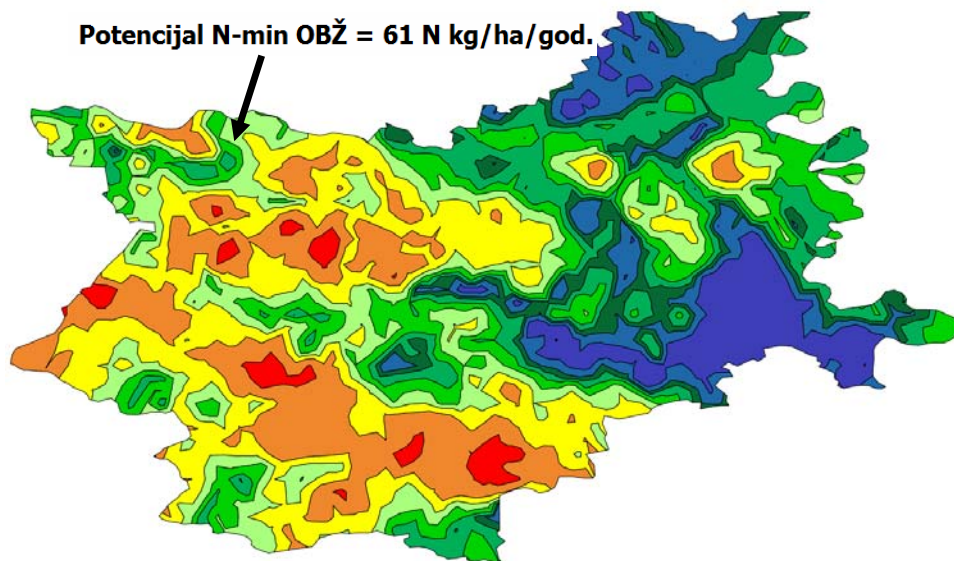 Potencijal N-min OBŽ = 61 N kg/ha/god.